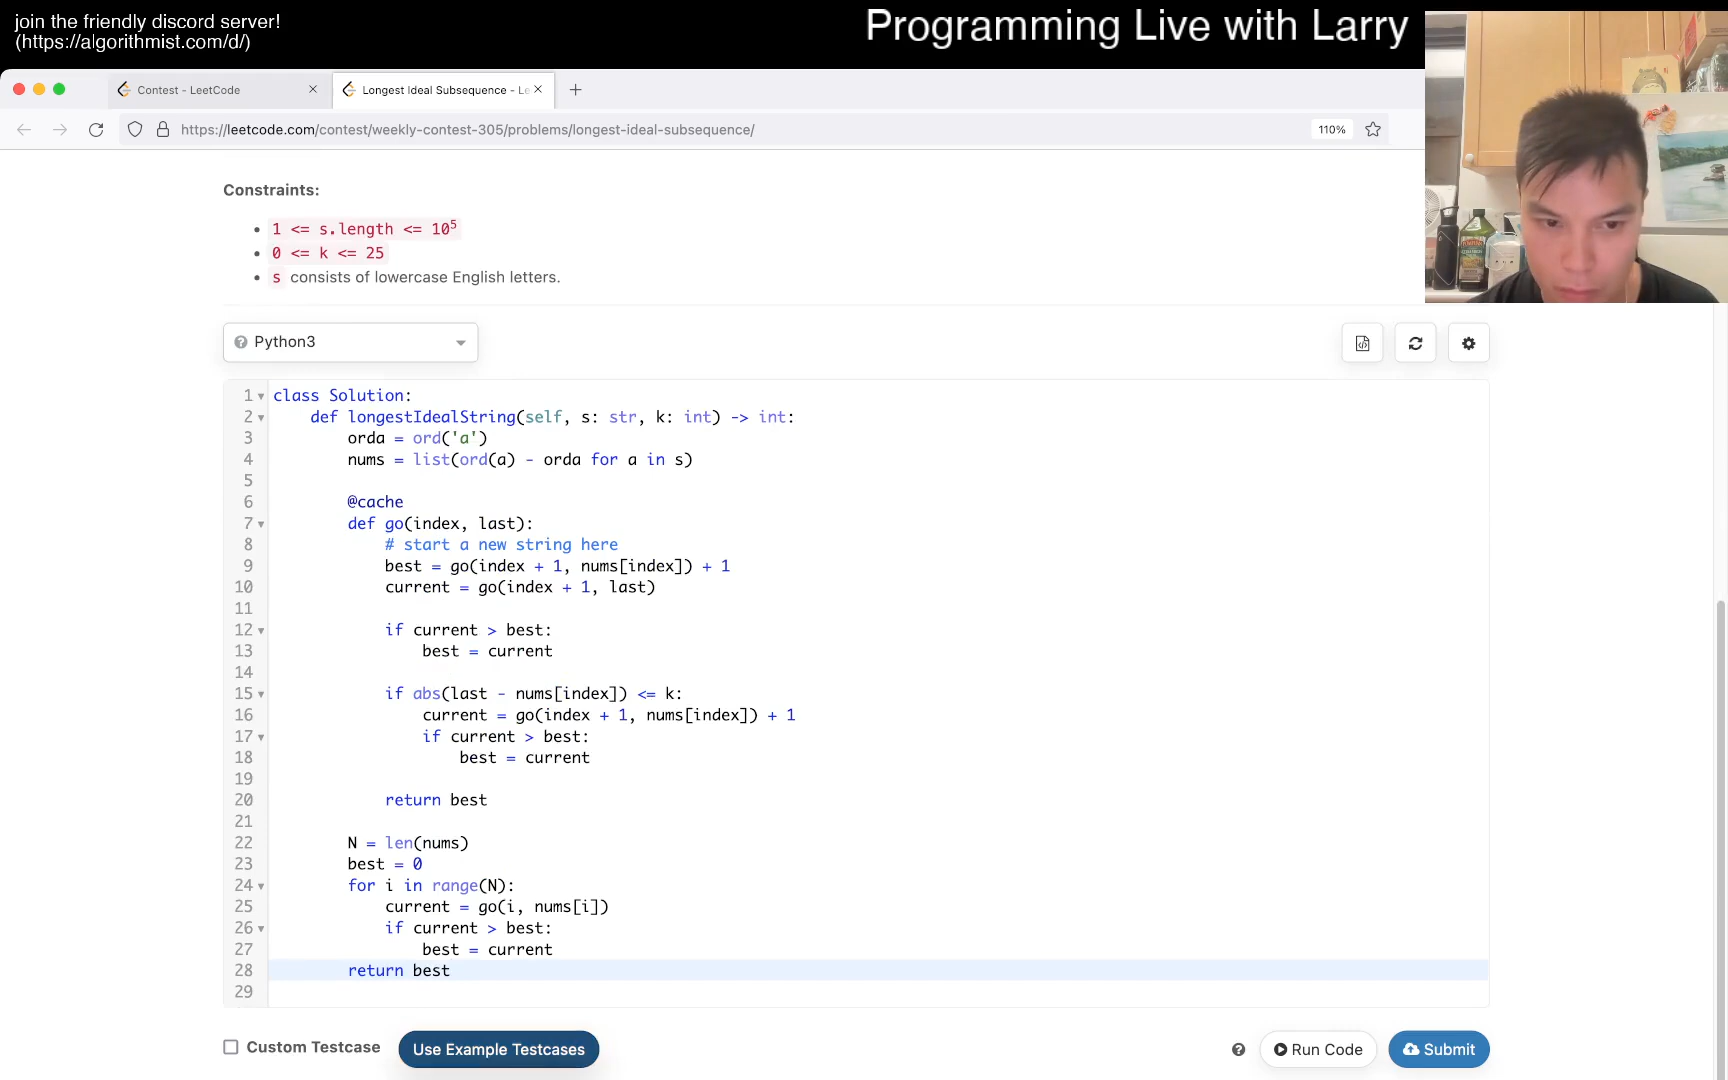 join the friendly discord server!
(https://algorithmist.com/d/)
Programming Live with Larry
Contest - LeetCode
Longest Ideal Subsequence - Le
https://leetcode.com/contest/weekly-contest-305/problems/longest-ideal-subsequence/
110%
Constraints:
• 1 <= s.length <= 10⁵
• 0 <= k <= 25
• s consists of lowercase English letters.
Python3
1 class Solution:
2     def longestIdealString(self, s: str, k: int) -> int:
3         orda = ord('a')
4         nums = list(ord(a) - orda for a in s)
5
6         @cache
7         def go(index, last):
8             # start a new string here
9             best = go(index + 1, nums[index]) + 1
10             current = go(index + 1, last)
11
12             if current > best:
13                 best = current
14
15             if abs(last - nums[index]) <= k:
16                 current = go(index + 1, nums[index]) + 1
17                 if current > best:
18                     best = current
19
20             return best
21
22         N = len(nums)
23         best = 0
24         for i in range(N):
25             current = go(i, nums[i])
26             if current > best:
27                 best = current
28         return best
29
Custom Testcase
Use Example Testcases
Run Code
Submit